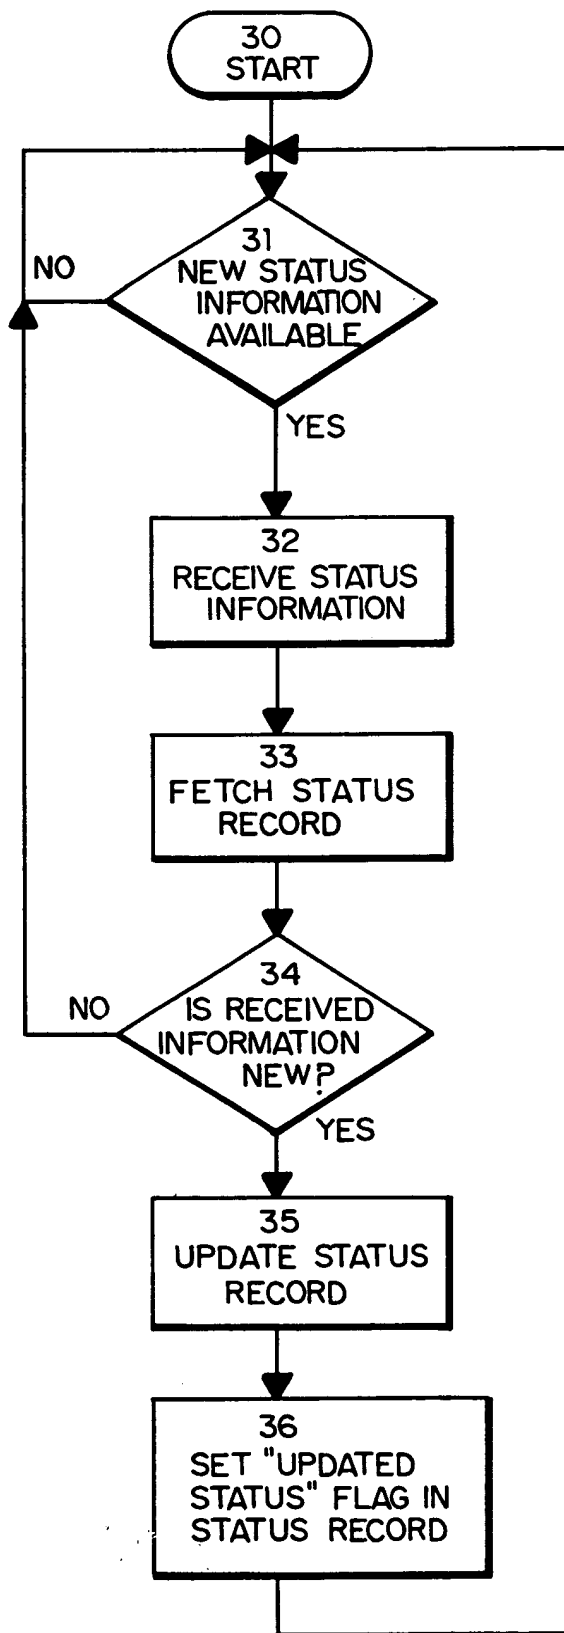 30
START
31
NO
NEW STATUS
INFORMATION
AVAILABLE
YES
32
RECEIVE STATUS
INFORMATION
33
FETCH STATUS
RECORD
34
NO
IS RECEIVED
INFORMATION
NEW?
YES
35
UPDATE STATUS
RECORD
36
SET "UPDATED
STATUS" FLAG IN
STATUS RECORD